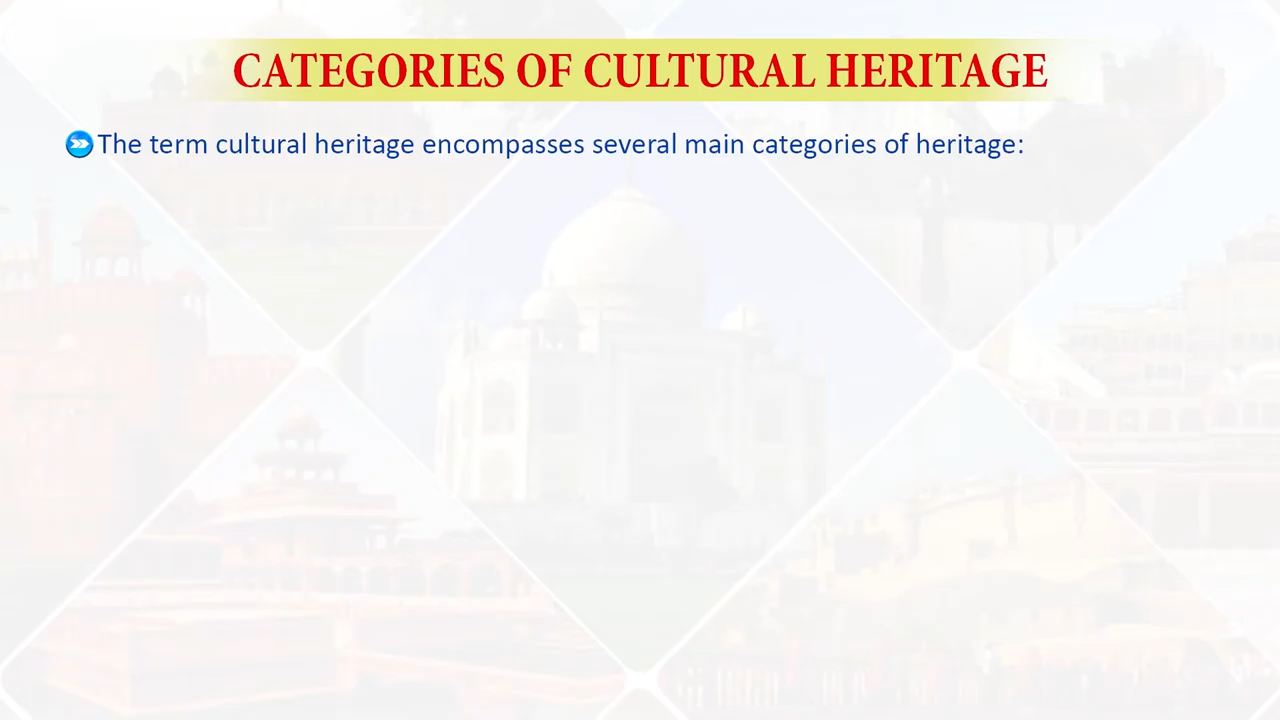 CATEGORIES OF CULTURAL HERITAGE
The term cultural heritage encompasses several main categories of heritage: